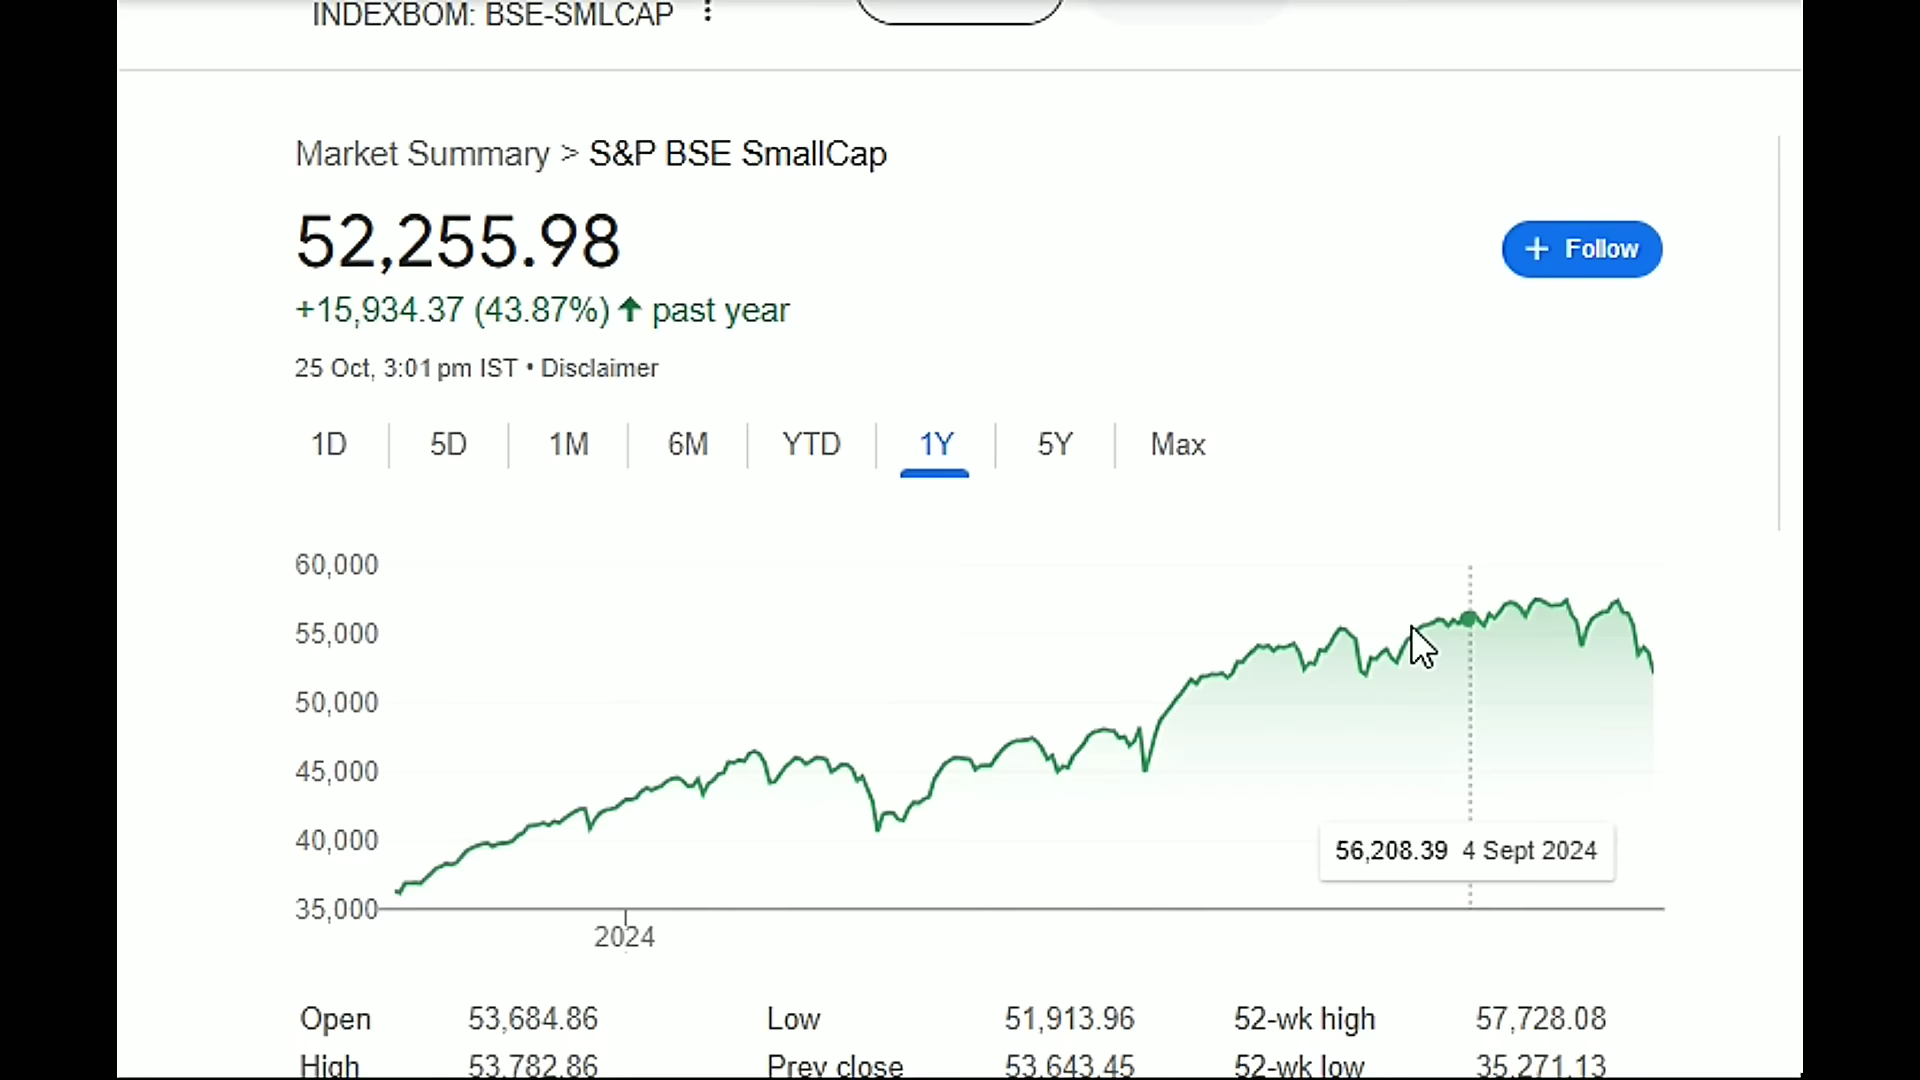 INDEXBOM: BSE-SMLCAP
Market Summary > S&P BSE SmallCap
52,255.98
+ Follow
+15,934.37 (43.87%) ↑ past year
25 Oct, 3:01 pm IST • Disclaimer
1D 5D 1M 6M YTD 1Y 5Y Max
60,000
55,000
50,000
45,000
40,000
56,208.39 4 Sept 2024
35,000
2024
Open 53,684.86 Low 51,913.96 52-wk high 57,728.08
High 53,782.86 Prev close 53,643.45 52-wk low 35,271.13